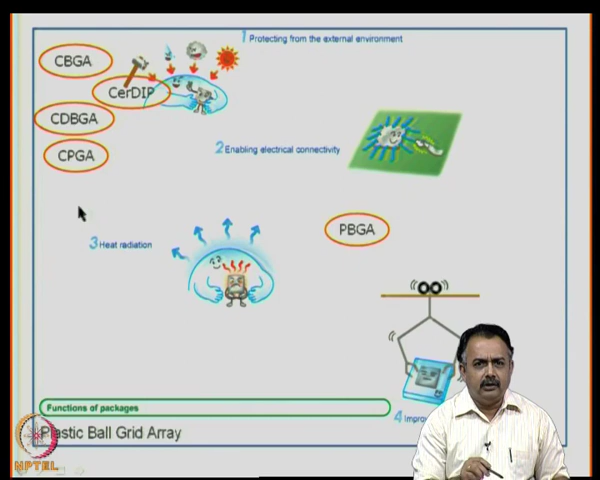 1 Protecting from the external environment
CBGA
CerDIP
CDBGA
CPGA
2 Enabling electrical connectivity
PBGA
3 Heat radiation
4 Improv
Functions of packages
Plastic Ball Grid Array
NPTEL